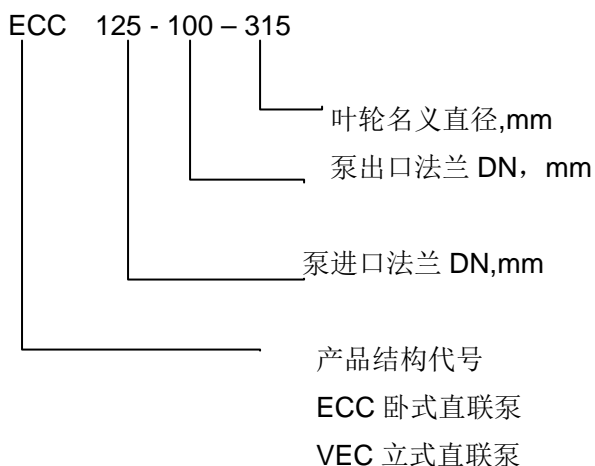 ECC 125 - 100 – 315
叶轮名义直径,mm
泵出口法兰 DN，mm
泵进口法兰 DN,mm
产品结构代号
ECC 卧式直联泵
VEC 立式直联泵